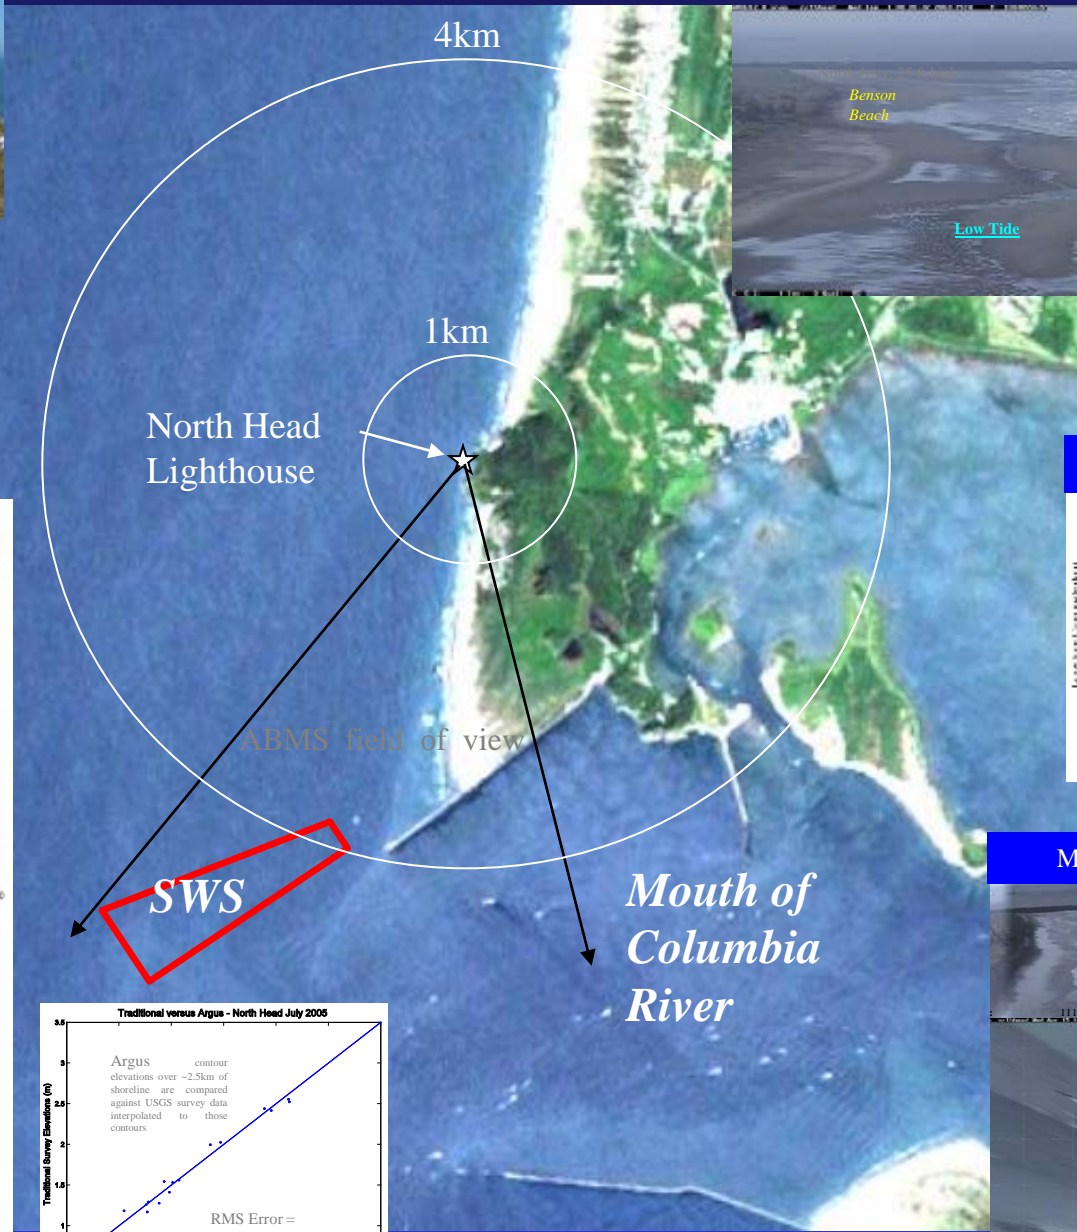 4km
Benson
Beach
Low Tide
1km
North Head
Lighthouse
ABMS field of view
SWS
Mouth of
Columbia
River
M
111
Traditional versus Argus - North Head July 2005
Traditional Survey Elevations (m)
3.5
3
2.5
2
1.5
1
Argus contour
elevations over ~2.5km of
shoreline are compared
against USGS survey data
interpolated to those
contours
RMS Error =